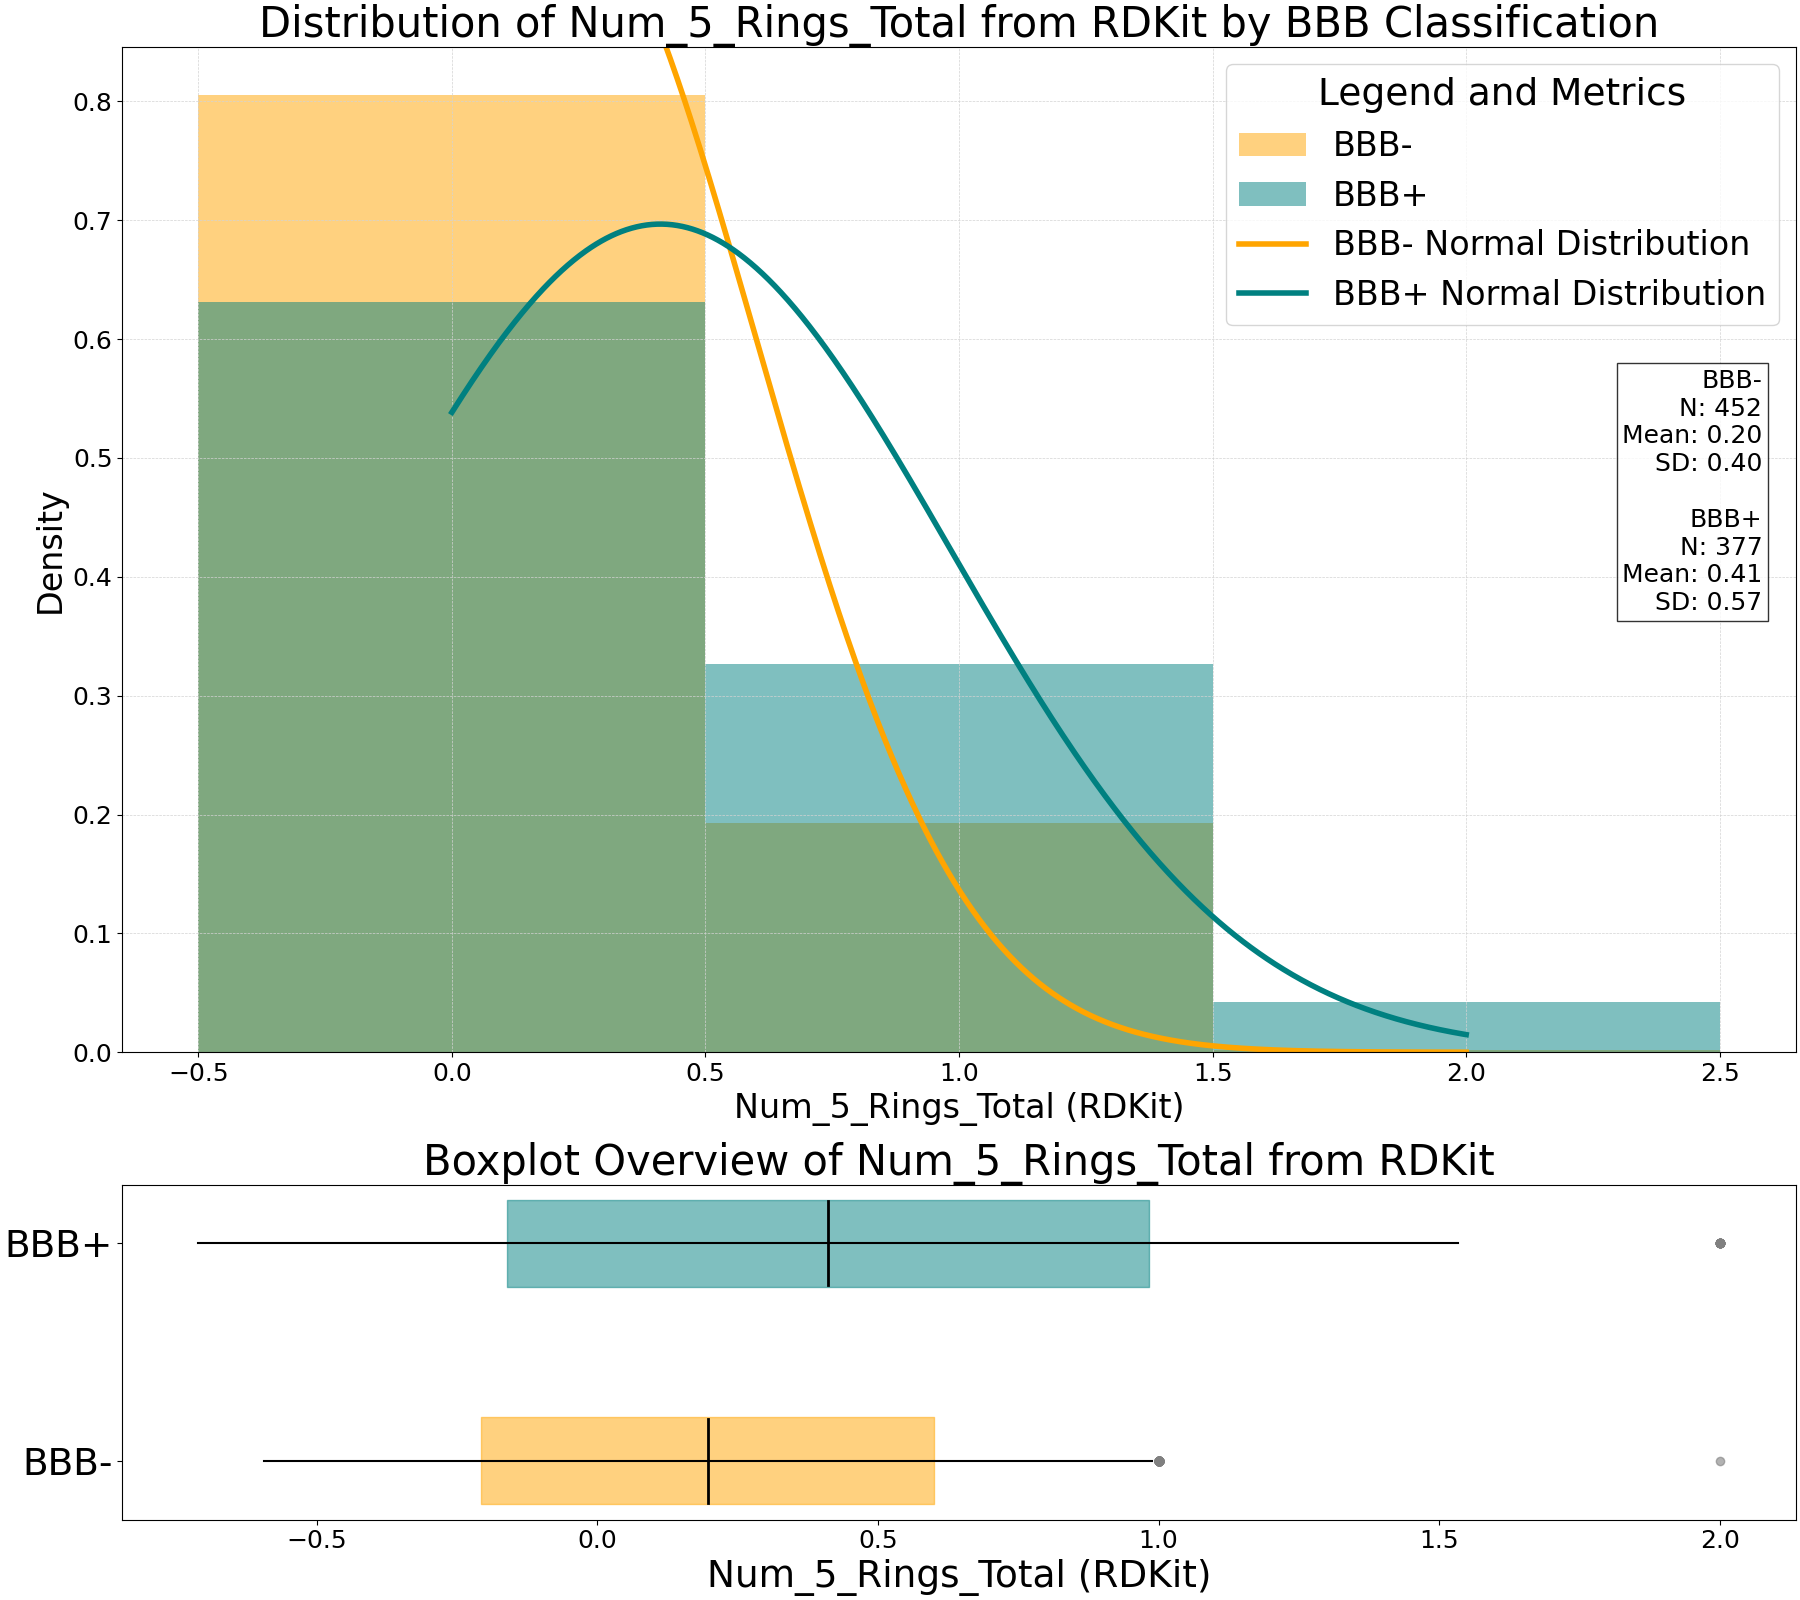 Distribution of Num_5_Rings_Total from RDKit by BBB Classification
Legend and Metrics
BBB-
BBB+
BBB- Normal Distribution
BBB+ Normal Distribution
BBB-
N: 452
Mean: 0.20
SD: 0.40
BBB+
N: 377
Mean: 0.41
SD: 0.57
Density
0.8
0.7
0.6
0.5
0.4
0.3
0.2
0.1
0.0
−0.5 0.0 0.5 1.0 1.5 2.0 2.5
Num_5_Rings_Total (RDKit)
Boxplot Overview of Num_5_Rings_Total from RDKit
BBB+
BBB-
−0.5 0.0 0.5 1.0 1.5 2.0
Num_5_Rings_Total (RDKit)